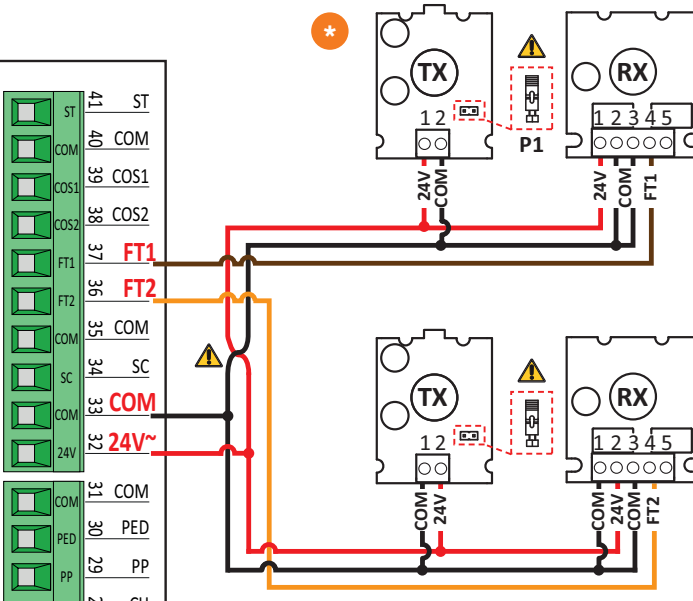 *
TX
RX
1 2
1 2 3 4 5
P1
24V
COM
24V
COM
FT1
ST 41 ST
COM 40 COM
COS1 39 COS1
COS2 38 COS2
FT1 37 FT1
FT2 36 FT2
COM 35 COM
SC 34 SC
COM 33 COM
24V 32 24V~
COM 31 COM
PED 30 PED
PP 29 PP
TX
RX
1 2
1 2 3 4 5
COM
24V
COM
24V
COM
FT2